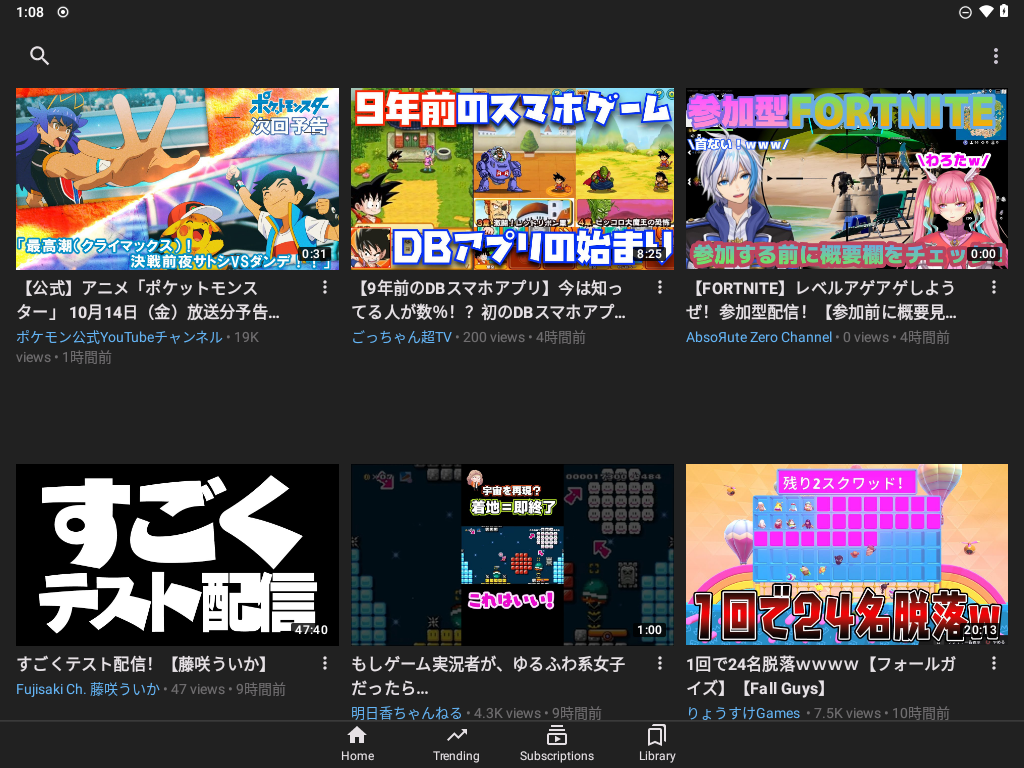 1:08
ポケットモンスター
次回予告
「最高潮(クライマックス)!
決戦前夜サトシVSダンデ!!」
0:31
9年前のスマホゲーム
DBアプリの始まり
8:25
参加型FORTNITE
\首ない!www/
\わろたw/
参加する前に概要欄をチェック!
0:00
【公式】アニメ「ポケットモンス
ター」 10月14日（金）放送分予告…
ポケモン公式YouTubeチャンネル • 19K
views • 1時間前
【9年前のDBスマホアプリ】今は知っ
てる人が数%！？ 初のDBスマホアプ…
ごっちゃん超TV • 200 views • 4時間前
【FORTNITE】レベルアゲアゲしよう
ぜ！参加型配信！【参加前に概要見…
AbsoЯute Zero Channel • 0 views • 4時間前
すごく
テスト配信
47:40
宇宙を再現？
着地＝即終了
これはいい!
1:00
残り2スクワッド!
1回で24名脱落w
20:13
すごくテスト配信！【藤咲ういか】
Fujisaki Ch. 藤咲ういか • 47 views • 9時間前
もしゲーム実況者が、ゆるふわ系女子
だったら…
明日香ちゃんねる • 4.3K views • 9時間前
1回で24名脱落ｗｗｗｗ【フォールガ
イズ】【Fall Guys】
りょうすけGames • 7.5K views • 10時間前
Home
Trending
Subscriptions
Library